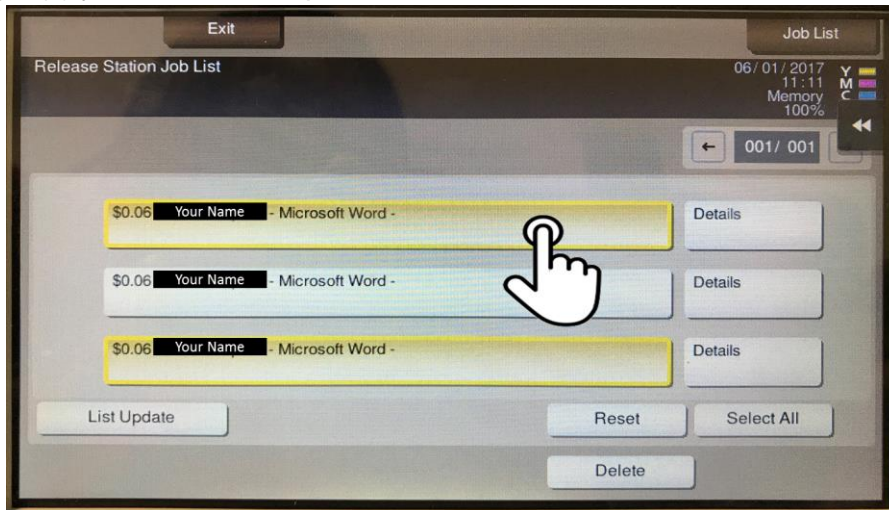 Exit
Job List
Release Station Job List
06/01/2017
11:11
Memory
100%
Y
M
C
001/ 001
$0.06 Your Name - Microsoft Word -
Details
$0.06 Your Name - Microsoft Word -
Details
$0.06 Your Name - Microsoft Word -
Details
List Update
Reset
Select All
Delete